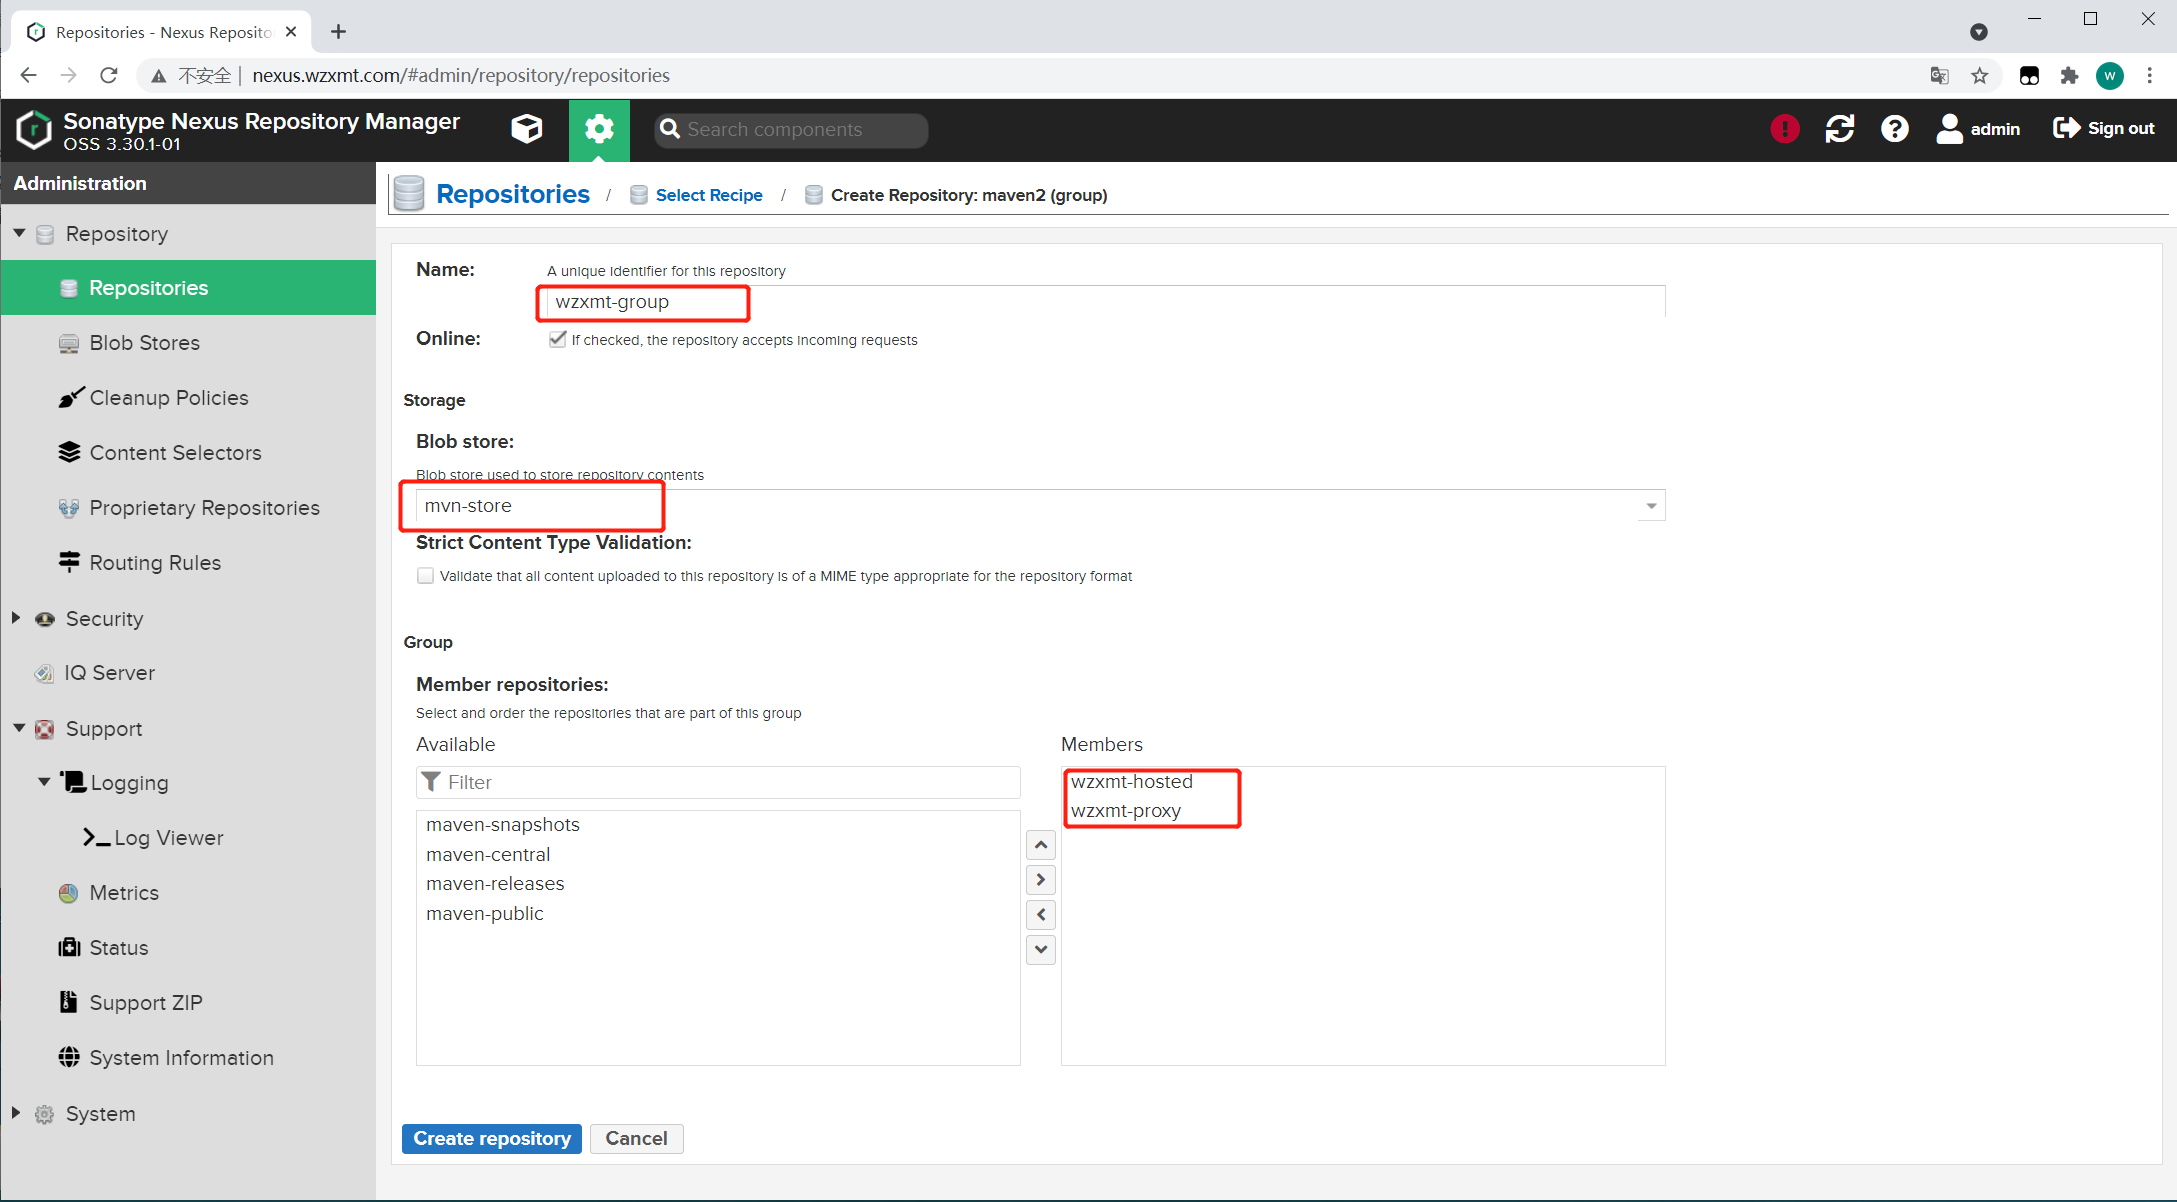 Repositories - Nexus Reposito
不安全 | nexus.wzxmt.com/#admin/repository/repositories
W
Sonatype Nexus Repository Manager
OSS 3.30.1-01
Search components
admin
Sign out
Administration
Repositories / Select Recipe / Create Repository: maven2 (group)
Repository
Repositories
Blob Stores
Cleanup Policies
Content Selectors
Proprietary Repositories
Routing Rules
Security
IQ Server
Support
Logging
Log Viewer
Metrics
Status
Support ZIP
System Information
System
Name:
A unique identifier for this repository
wzxmt-group
Online:
If checked, the repository accepts incoming requests
Storage
Blob store:
Blob store used to store repository contents
mvn-store
Strict Content Type Validation:
Validate that all content uploaded to this repository is of a MIME type appropriate for the repository format
Group
Member repositories:
Select and order the repositories that are part of this group
Available
Filter
maven-snapshots
maven-central
maven-releases
maven-public
Members
wzxmt-hosted
wzxmt-proxy
Create repository
Cancel